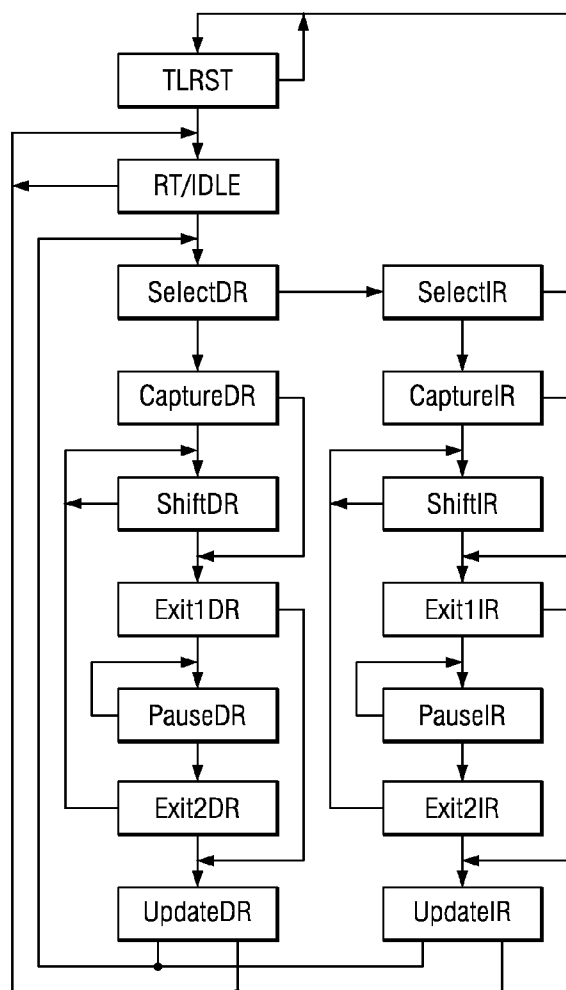 TLRST
RT/IDLE
SelectDR
SelectIR
CaptureDR
CaptureIR
ShiftDR
ShiftIR
Exit1DR
Exit1IR
PauseDR
PauseIR
Exit2DR
Exit2IR
UpdateDR
UpdateIR